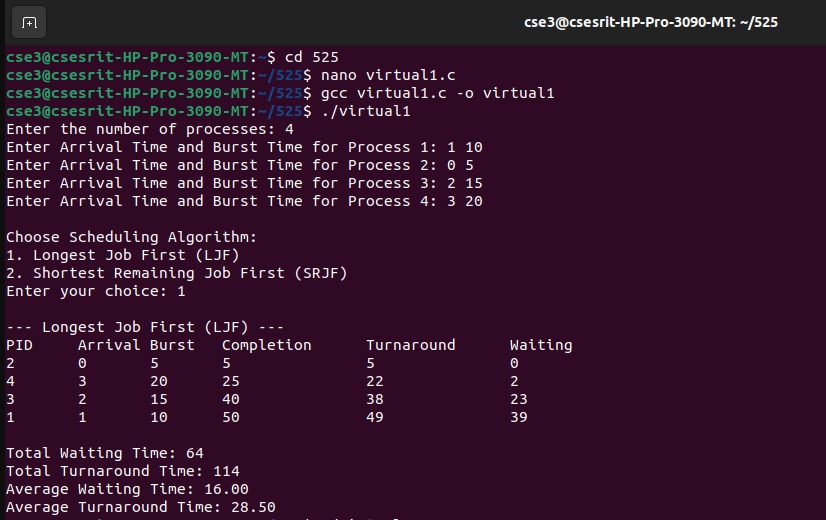 cse3@csesrit-HP-Pro-3090-MT: ~/525
cse3@csesrit-HP-Pro-3090-MT:~$ cd 525
cse3@csesrit-HP-Pro-3090-MT:~/525$ nano virtual1.c
cse3@csesrit-HP-Pro-3090-MT:~/525$ gcc virtual1.c -o virtual1
cse3@csesrit-HP-Pro-3090-MT:~/525$ ./virtual1
Enter the number of processes: 4
Enter Arrival Time and Burst Time for Process 1: 1 10
Enter Arrival Time and Burst Time for Process 2: 0 5
Enter Arrival Time and Burst Time for Process 3: 2 15
Enter Arrival Time and Burst Time for Process 4: 3 20
Choose Scheduling Algorithm:
1. Longest Job First (LJF)
2. Shortest Remaining Job First (SRJF)
Enter your choice: 1
--- Longest Job First (LJF) ---
PID Arrival Burst Completion Turnaround Waiting
2 0 5 5 5 0
4 3 20 25 22 2
3 2 15 40 38 23
1 1 10 50 49 39
Total Waiting Time: 64
Total Turnaround Time: 114
Average Waiting Time: 16.00
Average Turnaround Time: 28.50